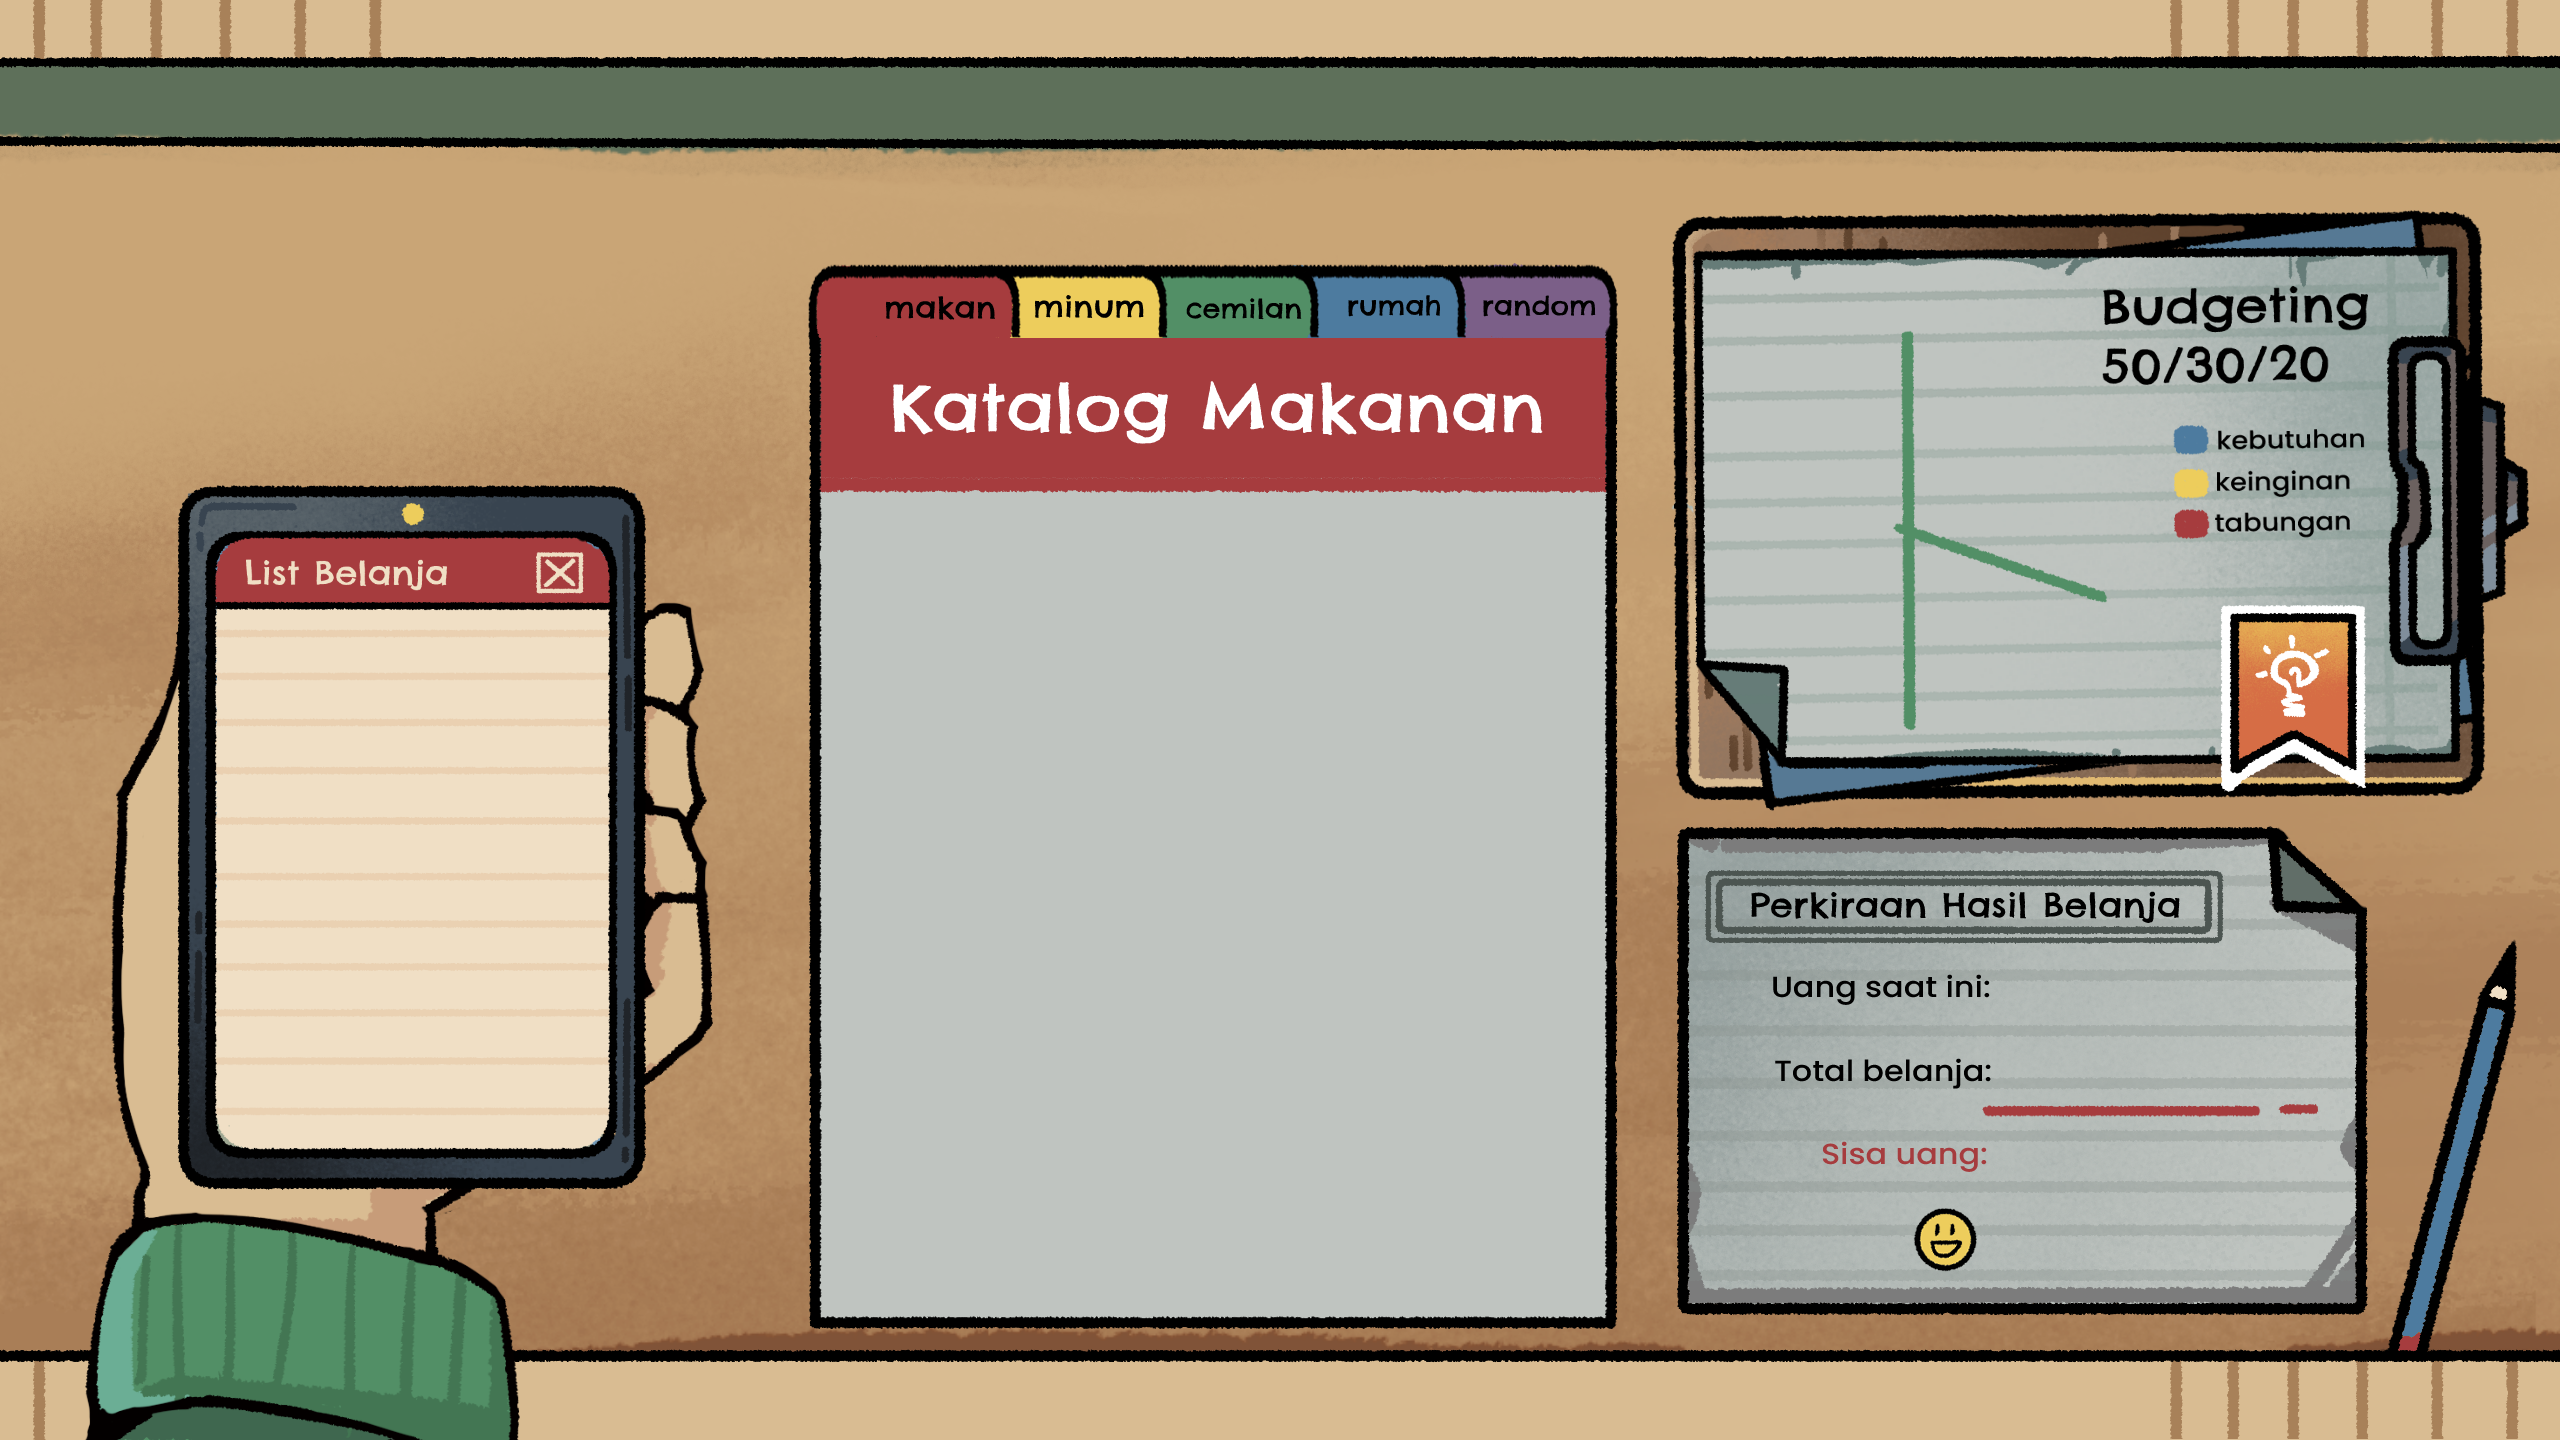 List Belanja
makan
minum
cemilan
rumah
random
Katalog Makanan
Budgeting
50/30/20
kebutuhan
keinginan
tabungan
Perkiraan Hasil Belanja
Uang saat ini:
Total belanja:
Sisa uang: